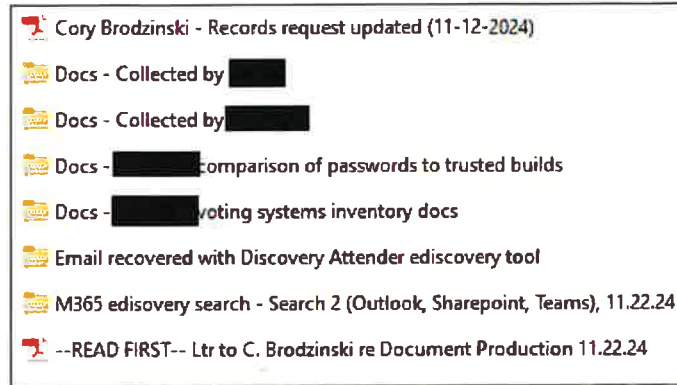 Cory Brodzinski - Records request updated (11-12-2024)
Docs - Collected by
Docs - Collected by
Docs - comparison of passwords to trusted builds
Docs - voting systems inventory docs
Email recovered with Discovery Attender ediscovery tool
M365 edisovery search - Search 2 (Outlook, Sharepoint, Teams), 11.22.24
--READ FIRST-- Ltr to C. Brodzinski re Document Production 11.22.24